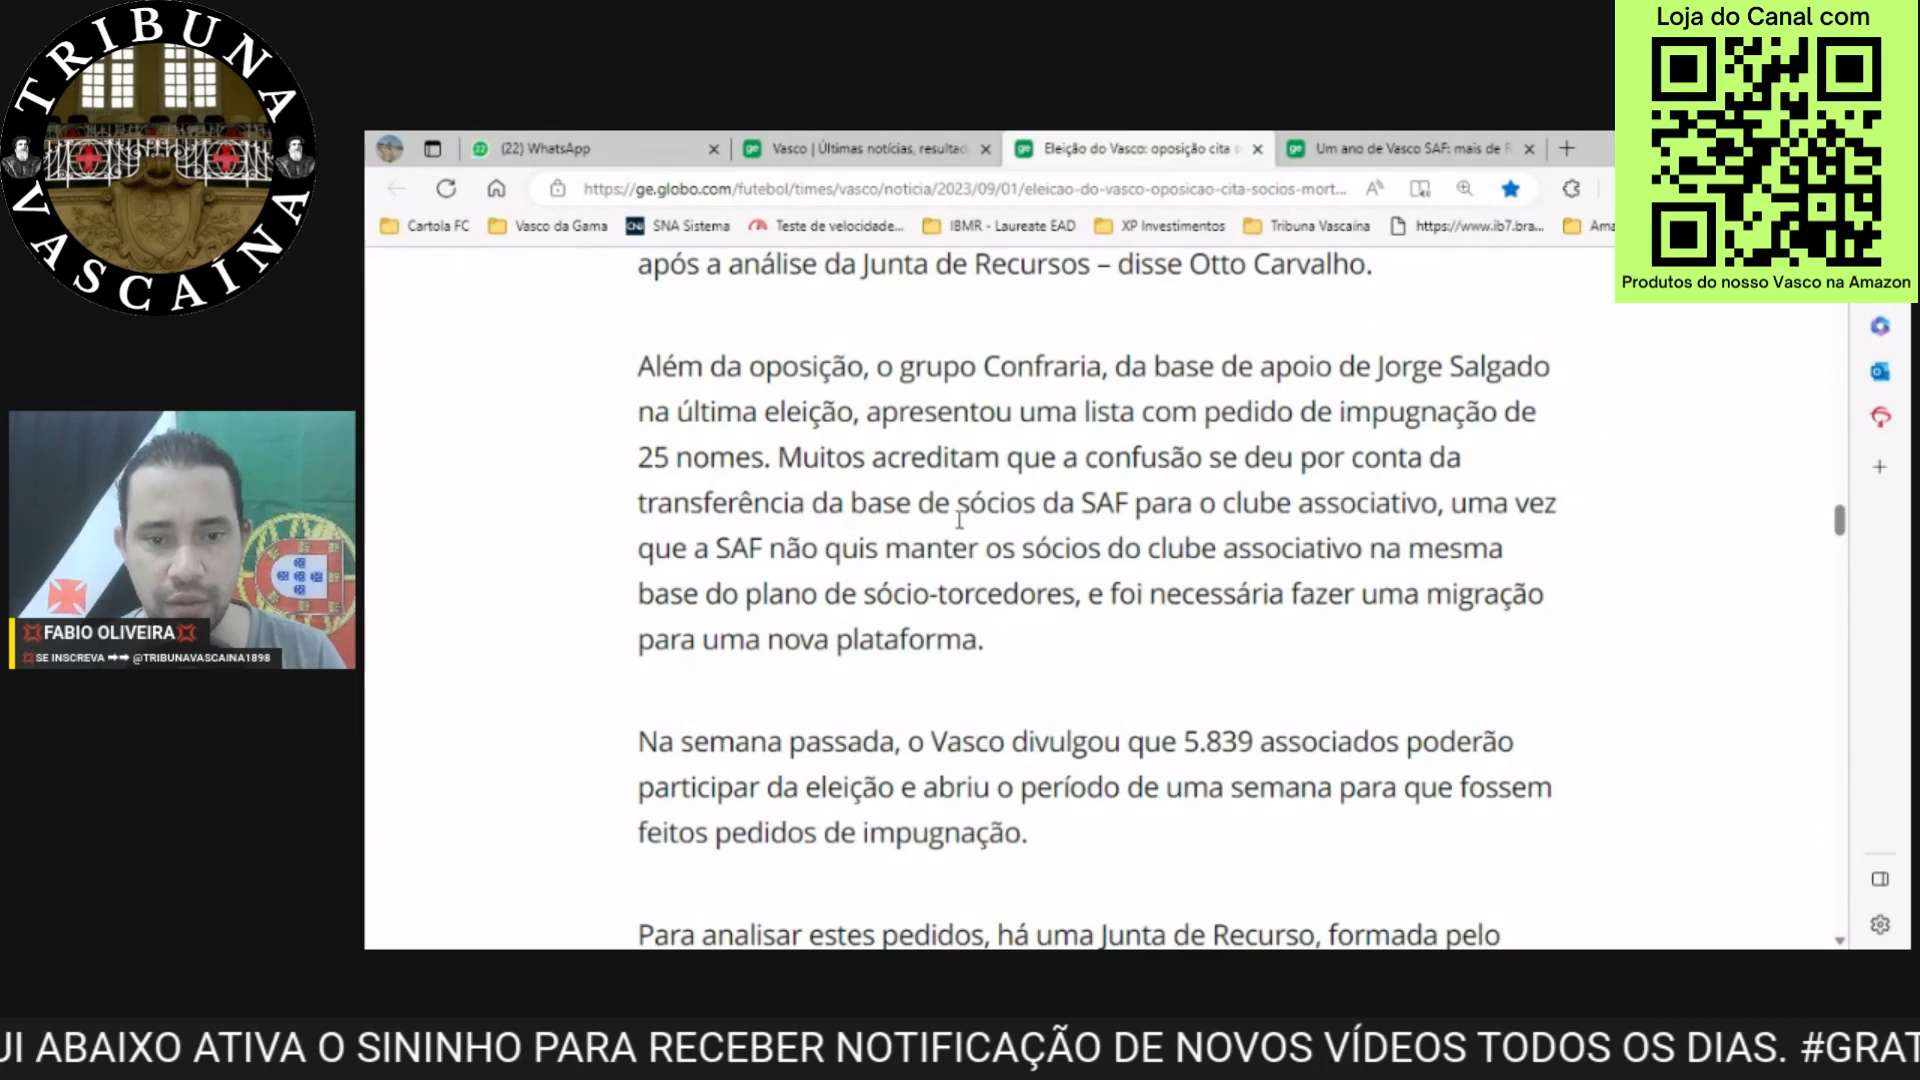 TRIBUNA
VASCAÍNA
Loja do Canal com
Produtos do nosso Vasco na Amazon
(22) WhatsApp
Vasco | Últimas notícias, resultad
Eleição do Vasco: oposição cita s
Um ano de Vasco SAF: mais de R
https://ge.globo.com/futebol/times/vasco/noticia/2023/09/01/eleicao-do-vasco-oposicao-cita-socios-mort...
Cartola FC
Vasco da Gama
SNA Sistema
Teste de velocidade...
IBMR - Laureate EAD
XP Investimentos
Tribuna Vascaína
https://www.ib7.bra...
Ama
após a análise da Junta de Recursos – disse Otto Carvalho.
Além da oposição, o grupo Confraria, da base de apoio de Jorge Salgado
na última eleição, apresentou uma lista com pedido de impugnação de
25 nomes. Muitos acreditam que a confusão se deu por conta da
transferência da base de sócios da SAF para o clube associativo, uma vez
que a SAF não quis manter os sócios do clube associativo na mesma
base do plano de sócio-torcedores, e foi necessária fazer uma migração
para uma nova plataforma.
Na semana passada, o Vasco divulgou que 5.839 associados poderão
participar da eleição e abriu o período de uma semana para que fossem
feitos pedidos de impugnação.
Para analisar estes pedidos, há uma Junta de Recurso, formada pelo
FABIO OLIVEIRA
SE INSCREVA @TRIBUNAVASCAINA1898
UI ABAIXO ATIVA O SININHO PARA RECEBER NOTIFICAÇÃO DE NOVOS VÍDEOS TODOS OS DIAS. #GRAT